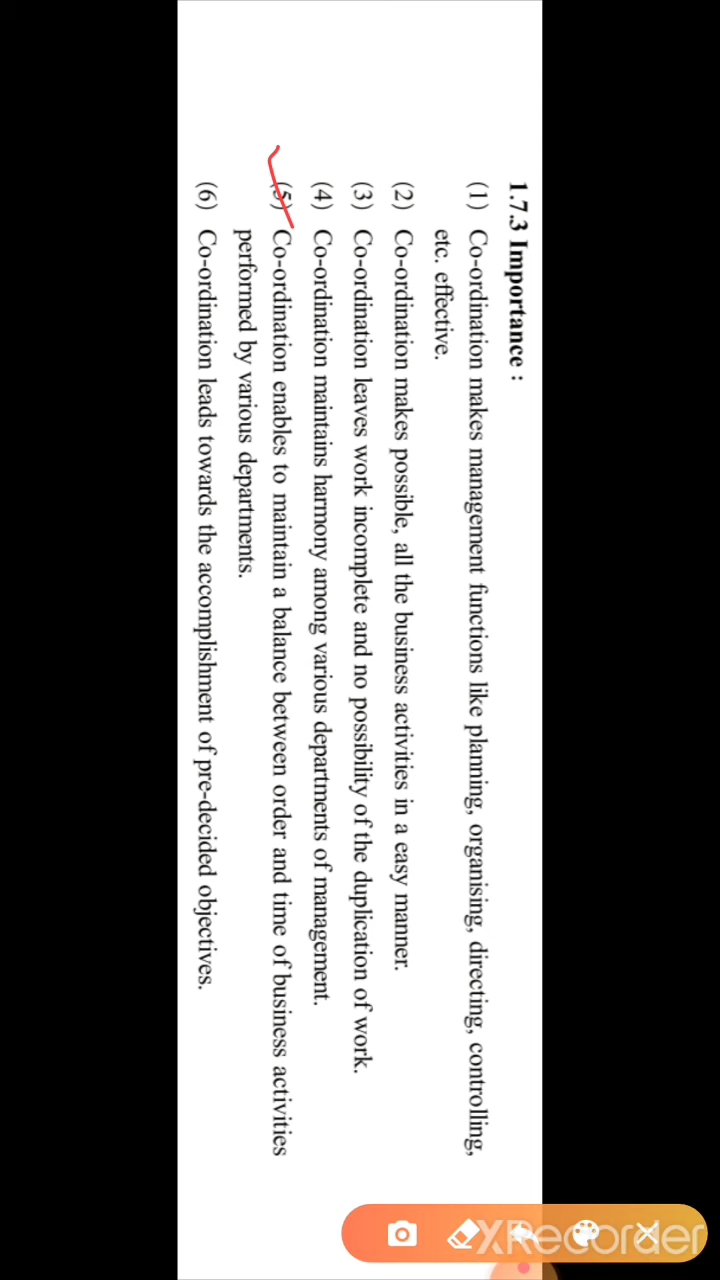 1.7.3 Importance :
(1) Co-ordination makes management functions like planning, organising, directing, controlling,
etc. effective.
(2) Co-ordination makes possible, all the business activities in a easy manner.
(3) Co-ordination leaves work incomplete and no possibility of the duplication of work.
(4) Co-ordination maintains harmony among various departments of management.
(5) Co-ordination enables to maintain a balance between order and time of business activities
performed by various departments.
(6) Co-ordination leads towards the accomplishment of pre-decided objectives.
XRecorder